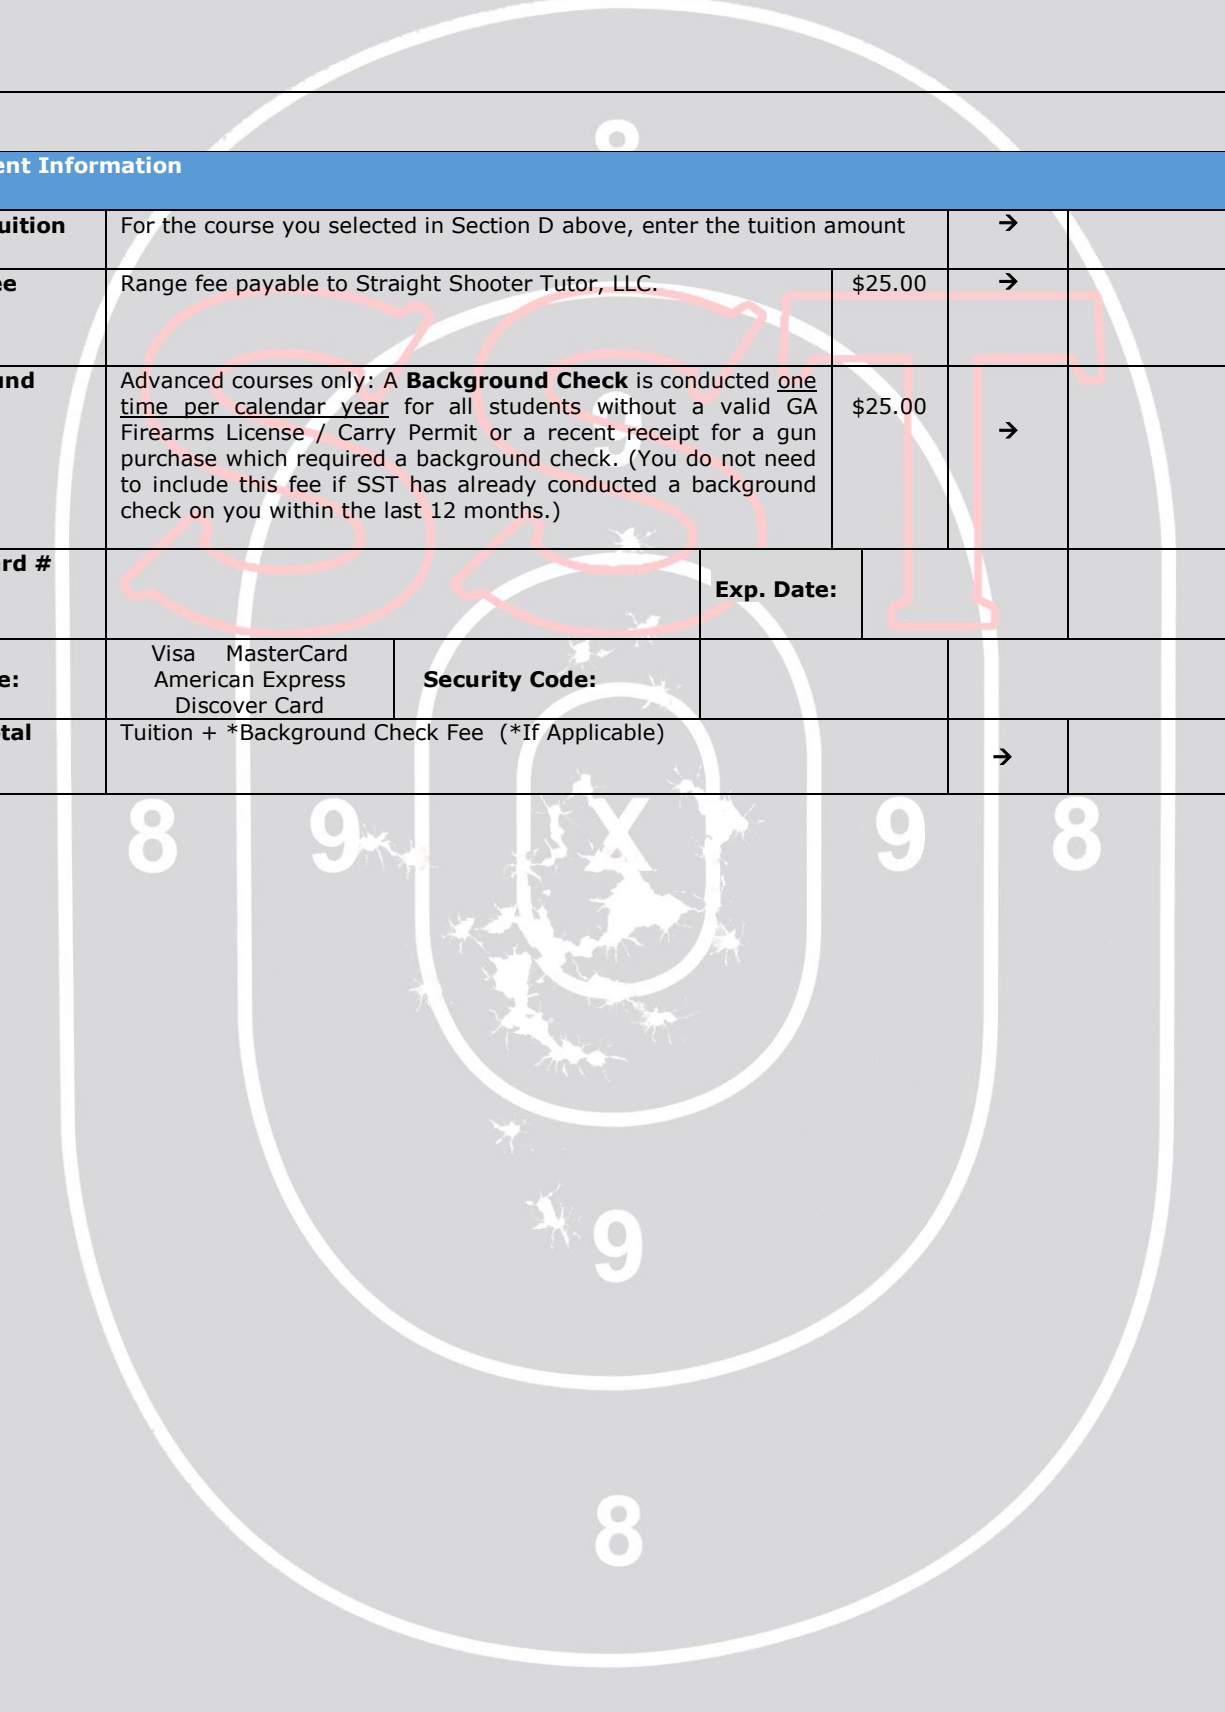 8
ent Information
uition For the course you selected in Section D above, enter the tuition amount →
ee Range fee payable to Straight Shooter Tutor, LLC. $25.00 →
und Advanced courses only: A Background Check is conducted one
time per calendar year for all students without a valid GA $25.00
Firearms License / Carry Permit or a recent receipt for a gun →
purchase which required a background check. (You do not need
to include this fee if SST has already conducted a background
check on you within the last 12 months.)
SST
9
ard #
Exp. Date:
Visa MasterCard
e: American Express Security Code:
Discover Card
tal Tuition + *Background Check Fee (*If Applicable) →
8 9 X 9 8
9
8